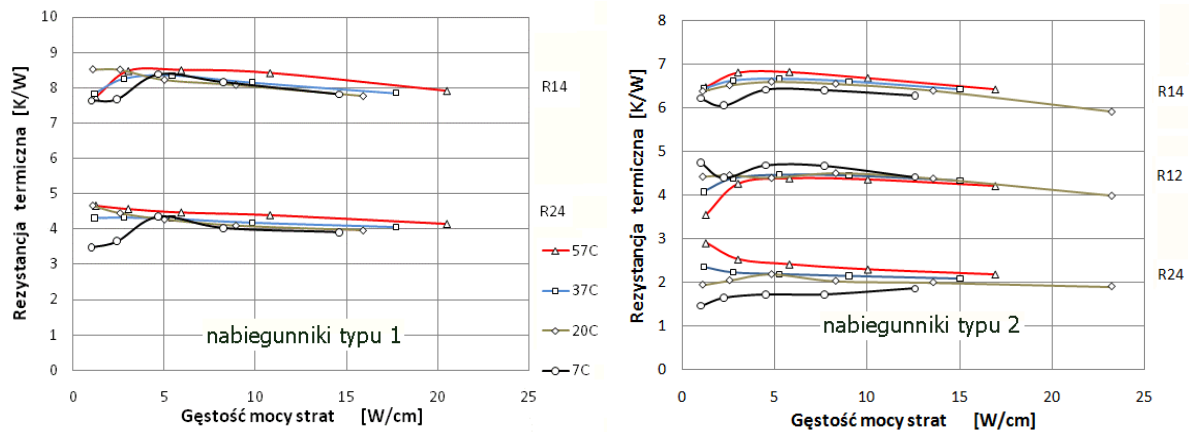 10
9
8
7
6
5
4
3
2
1
0
Rezystancja termiczna [K/W]
R14
R24
57C
37C
20C
7C
nabiegunniki typu 1
0 5 10 15 20 25
Gęstość mocy strat [W/cm]
8
7
6
5
4
3
2
1
0
Rezystancja termiczna [K/W]
R14
R12
R24
nabiegunniki typu 2
0 5 10 15 20 25
Gęstość mocy strat [W/cm]